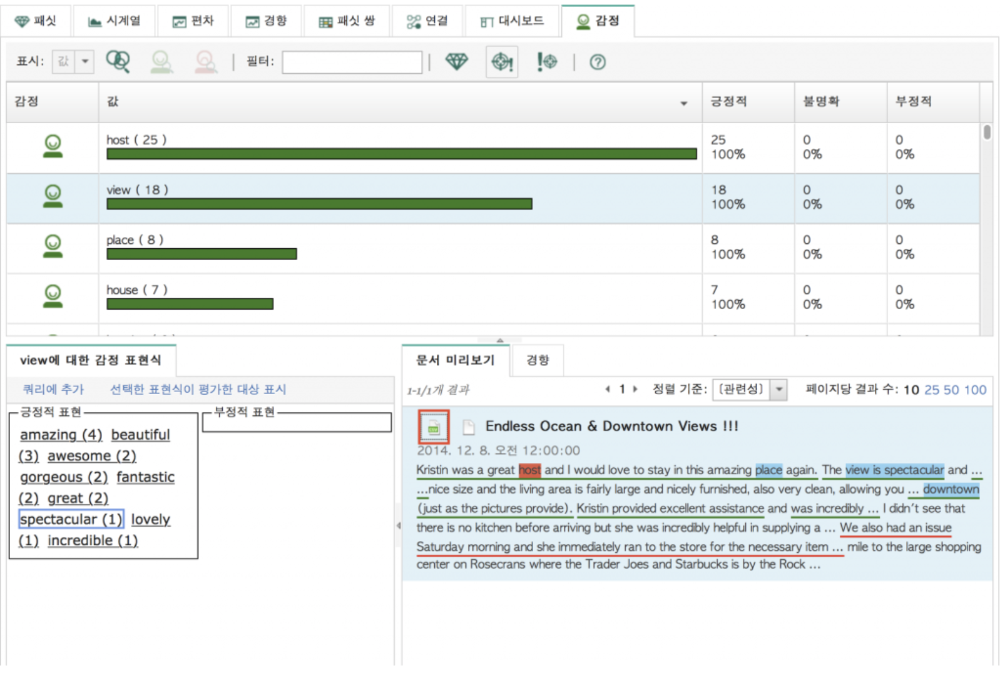 패싯 시계열 편차 경향 패싯 쌍 연결 대시보드 감정
표시: 값 필터:
감정 값 긍정적 불명확 부정적
host ( 25 ) 25 0 0
100% 0% 0%
view ( 18 ) 18 0 0
100% 0% 0%
place ( 8 ) 8 0 0
100% 0% 0%
house ( 7 ) 7 0 0
100% 0% 0%
view에 대한 감정 표현식
쿼리에 추가 선택한 표현식이 평가한 대상 표시
긍정적 표현 부정적 표현
amazing (4) beautiful
(3) awesome (2)
gorgeous (2) fantastic
(2) great (2)
spectacular (1) lovely
(1) incredible (1)
문서 미리보기 경향
1-1/1개 결과 1 정렬 기준: [관련성] 페이지당 결과 수: 10 25 50 100
Endless Ocean & Downtown Views !!!
2014. 12. 8. 오전 12:00:00
Kristin was a great host and I would love to stay in this amazing place again. The view is spectacular and ...
...nice size and the living area is fairly large and nicely furnished, also very clean, allowing you ... downtown
(just as the pictures provide). Kristin provided excellent assistance and was incredibly ... I didn't see that
there is no kitchen before arriving but she was incredibly helpful in supplying a ... We also had an issue
Saturday morning and she immediately ran to the store for the necessary item ... mile to the large shopping
center on Rosecrans where the Trader Joes and Starbucks is by the Rock ...